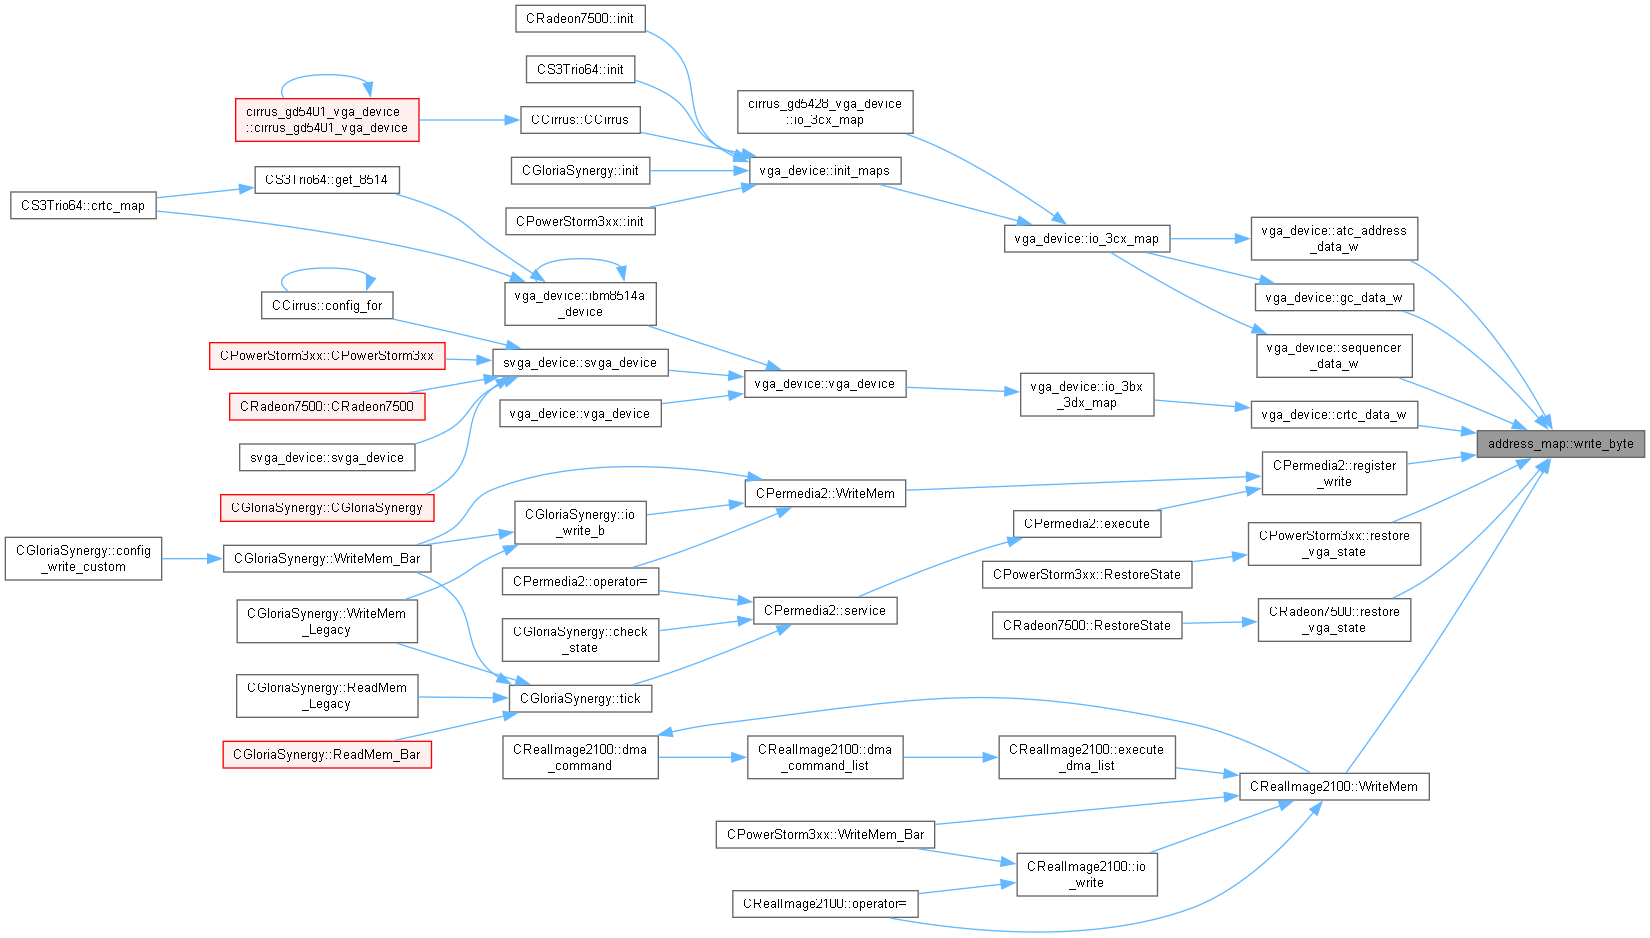 CRadeon7500::init
CS3Trio64::init
cirrus_gd5428_vga_device
::io_3cx_map
cirrus_gd5401_vga_device
::cirrus_gd5401_vga_device
CCirrus::CCirrus
vga_device::init_maps
CGloriaSynergy::init
CS3Trio64::get_8514
CS3Trio64::crtc_map
CPowerStorm3xx::init
vga_device::io_3cx_map
vga_device::atc_address
_data_w
vga_device::ibm8514a
_device
CCirrus::config_for
vga_device::gc_data_w
vga_device::sequencer
_data_w
CPowerStorm3xx::CPowerStorm3xx
svga_device::svga_device
vga_device::vga_device
vga_device::io_3bx
_3dx_map
CRadeon7500::CRadeon7500
vga_device::vga_device
vga_device::crtc_data_w
address_map::write_byte
svga_device::svga_device
CPermedia2::register
_write
CPermedia2::WriteMem
CGloriaSynergy::CGloriaSynergy
CGloriaSynergy::io
_write_b
CPermedia2::execute
CPowerStorm3xx::restore
_vga_state
CGloriaSynergy::config
_write_custom
CGloriaSynergy::WriteMem_Bar
CPermedia2::operator=
CPowerStorm3xx::RestoreState
CGloriaSynergy::WriteMem
_Legacy
CPermedia2::service
CGloriaSynergy::check
_state
CRadeon7500::RestoreState
CRadeon7500::restore
_vga_state
CGloriaSynergy::ReadMem
_Legacy
CGloriaSynergy::tick
CGloriaSynergy::ReadMem_Bar
CRealImage2100::dma
_command
CRealImage2100::dma
_command_list
CRealImage2100::execute
_dma_list
CRealImage2100::WriteMem
CPowerStorm3xx::WriteMem_Bar
CRealImage2100::io
_write
CRealImage2100::operator=